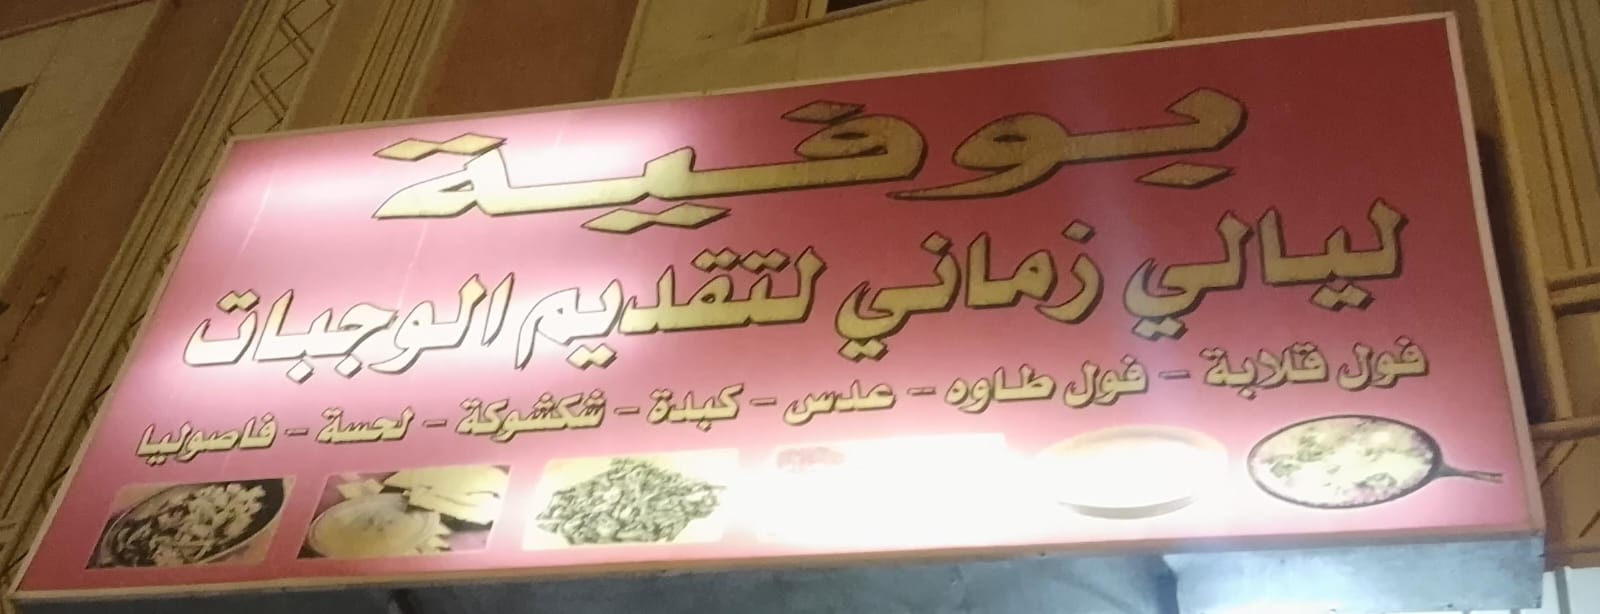 بوفية
ليالي زماني لتقديم الوجبات
فول قلابة - فول طاوه - عدس - كبدة - شكشوكة - لحسة - فاصوليا